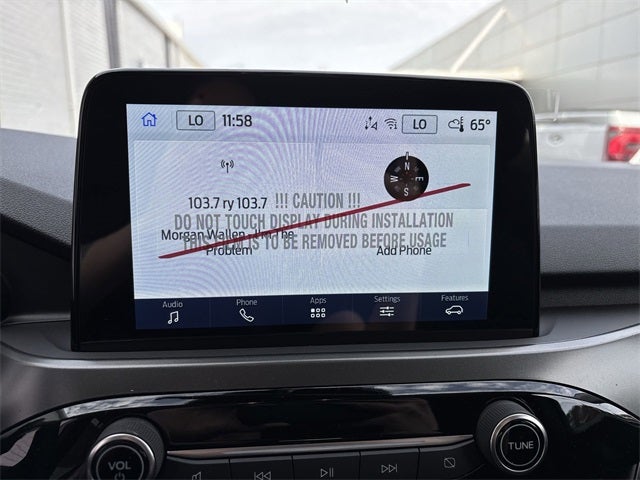 LO 11:58 LO 65°
N
W E
S
103.7 ry 103.7
!!! CAUTION !!!
DO NOT TOUCH DISPLAY DURING INSTALLATION
Morgan Wallen - I'm The
Problem
THIS IS TO BE REMOVED BEFORE USAGE
Add Phone
Audio Phone Apps Settings Features
VOL
TUNE